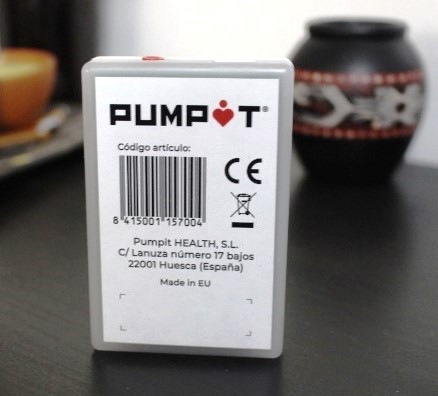 PUMPIT®
Código artículo:
CE
8 415001 157004
Pumpit HEALTH, S.L.
C/ Lanuza número 17 bajos
22001 Huesca (España)
Made in EU